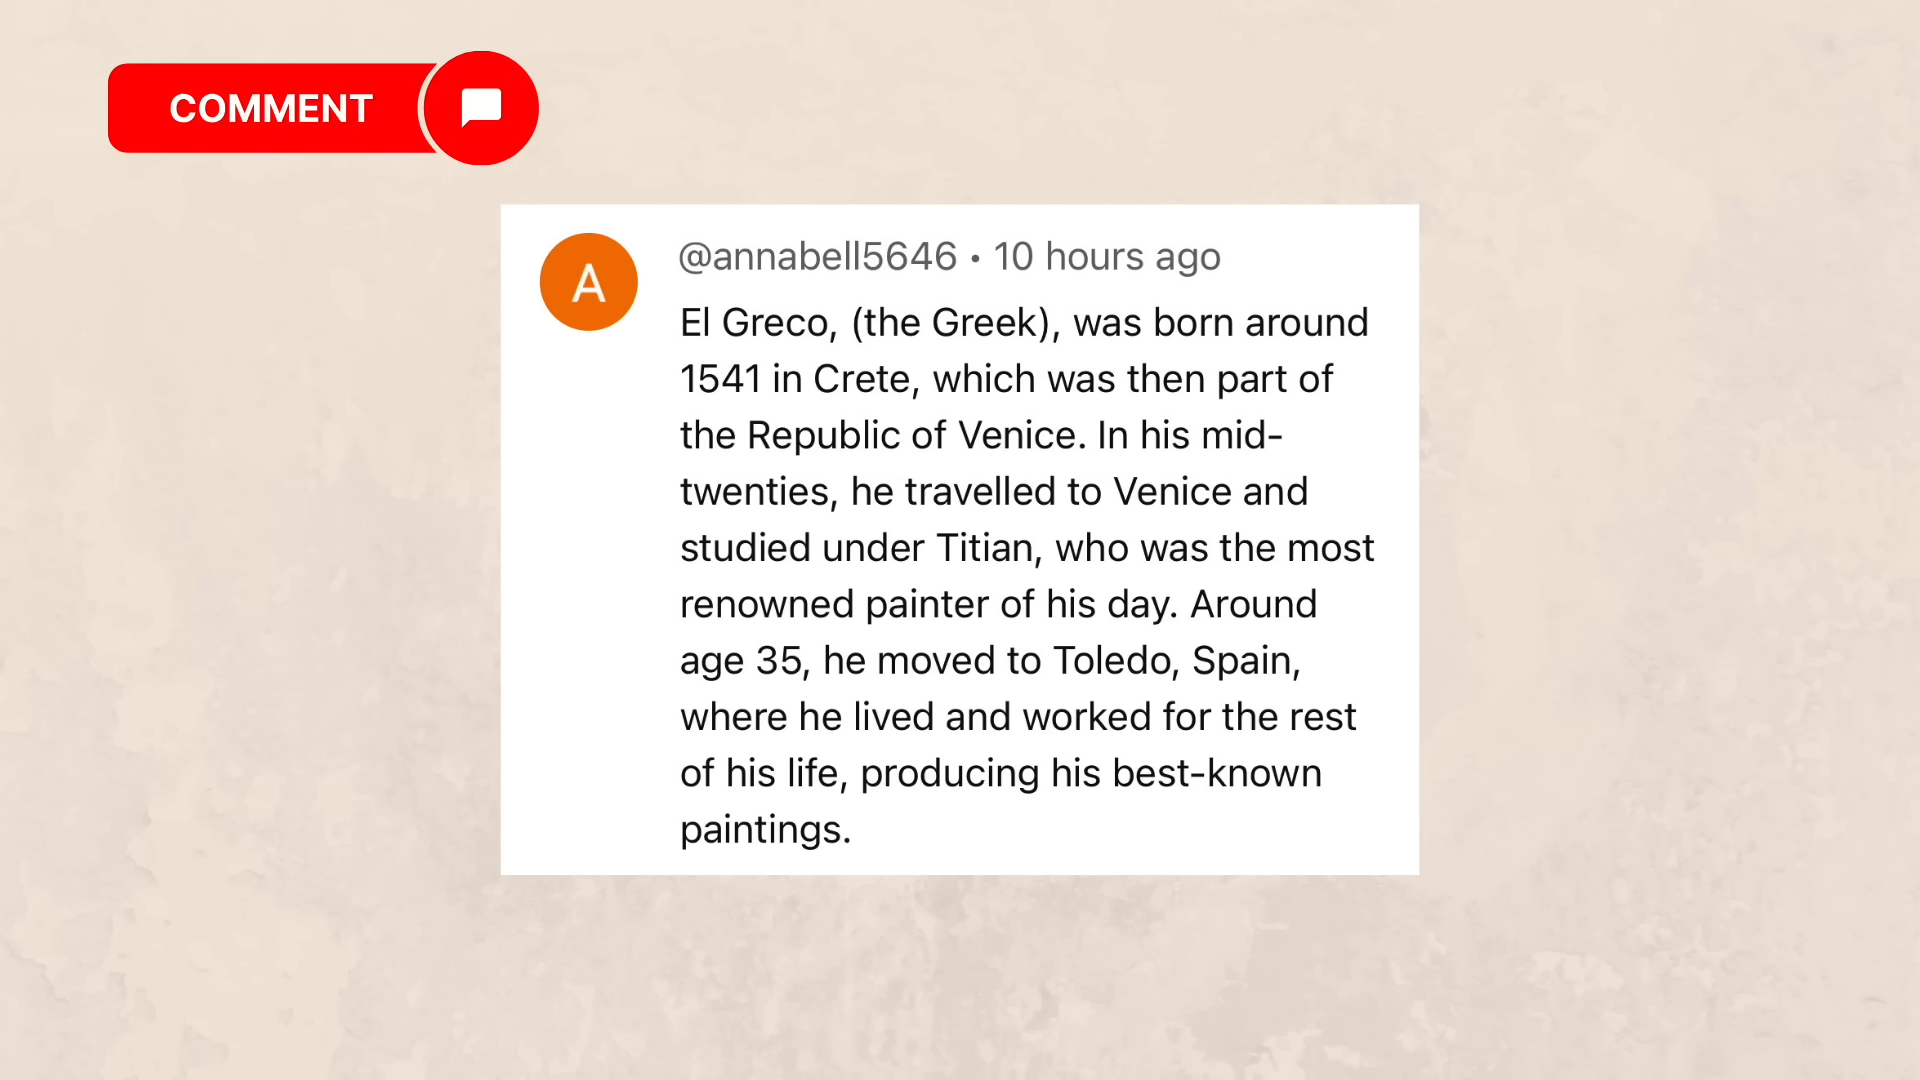 COMMENT
A
@annabell5646 • 10 hours ago
El Greco, (the Greek), was born around
1541 in Crete, which was then part of
the Republic of Venice. In his mid-
twenties, he travelled to Venice and
studied under Titian, who was the most
renowned painter of his day. Around
age 35, he moved to Toledo, Spain,
where he lived and worked for the rest
of his life, producing his best-known
paintings.